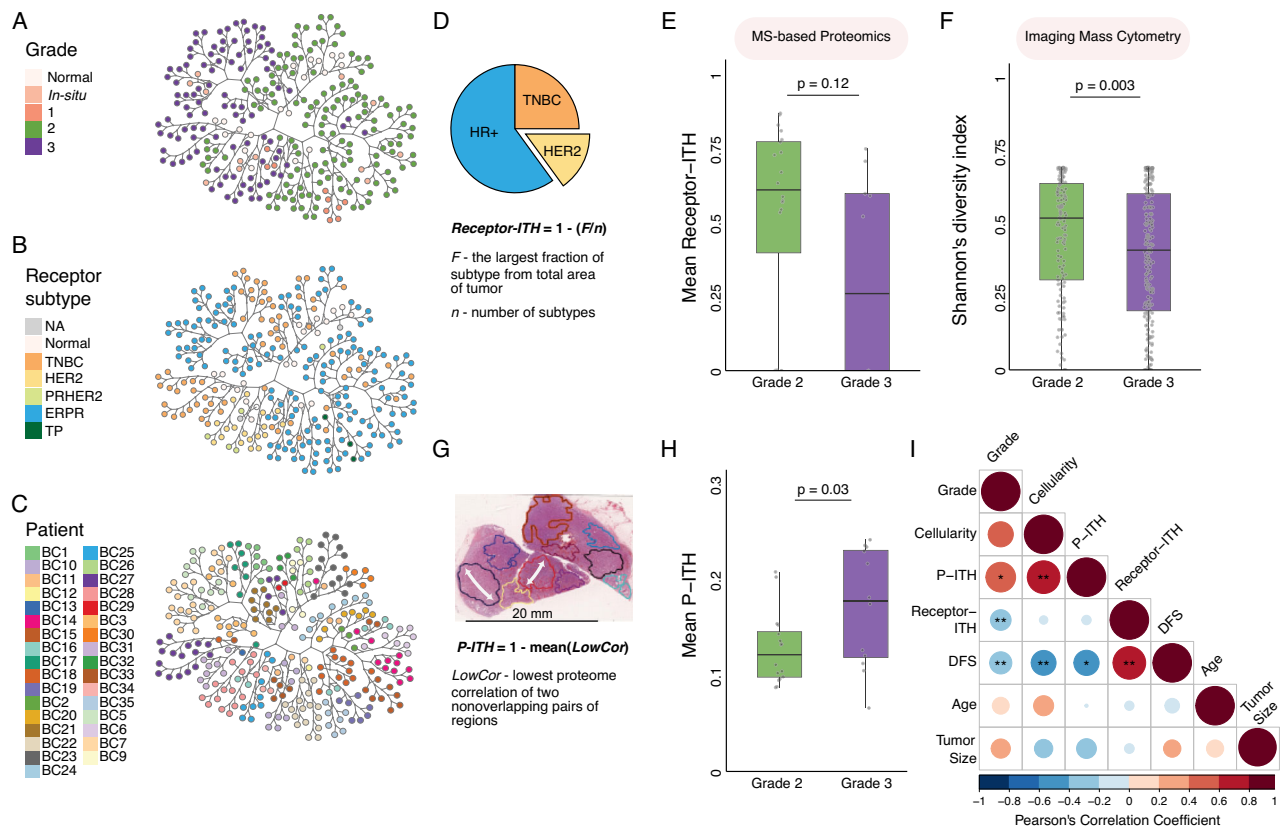 A
Grade
Normal
In-situ
1
2
3
B
Receptor
subtype
NA
Normal
TNBC
HER2
PRHER2
ERPR
TP
C
Patient
BC1
BC10
BC11
BC12
BC13
BC14
BC15
BC16
BC17
BC18
BC19
BC2
BC20
BC21
BC22
BC23
BC24
BC25
BC26
BC27
BC28
BC29
BC3
BC30
BC31
BC32
BC33
BC34
BC35
BC5
BC6
BC7
BC9
D
TNBC
HR+
HER2
Receptor-ITH = 1 - (F/n)
F - the largest fraction of
subtype from total area
of tumor
n - number of subtypes
E
MS-based Proteomics
p = 0.12
Mean Receptor−ITH
1
0.75
0.5
0.25
0
Grade 2
Grade 3
F
Imaging Mass Cytometry
p = 0.003
Shannon's diversity index
1
0.75
0.5
0.25
0
Grade 2
Grade 3
G
20 mm
P-ITH = 1 - mean(LowCor)
LowCor - lowest proteome
correlation of two
nonoverlapping pairs of
regions
H
p = 0.03
Mean P−ITH
0.3
0.2
0.1
0
Grade 2
Grade 3
I
Grade
Cellularity
P−ITH
Receptor−ITH
DFS
Age
Tumor
Size
Grade
Cellularity
P−ITH
* **
Receptor−
ITH
**
DFS
** ** * **
Age
Tumor
Size
−1 −0.8 −0.6 −0.4 −0.2 0 0.2 0.4 0.6 0.8 1
Pearson's Correlation Coefficient